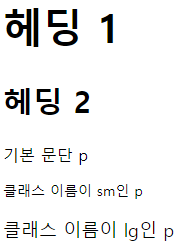 헤딩 1
헤딩 2
기본 문단 p
클래스 이름이 sm인 p
클래스 이름이 lg인 p